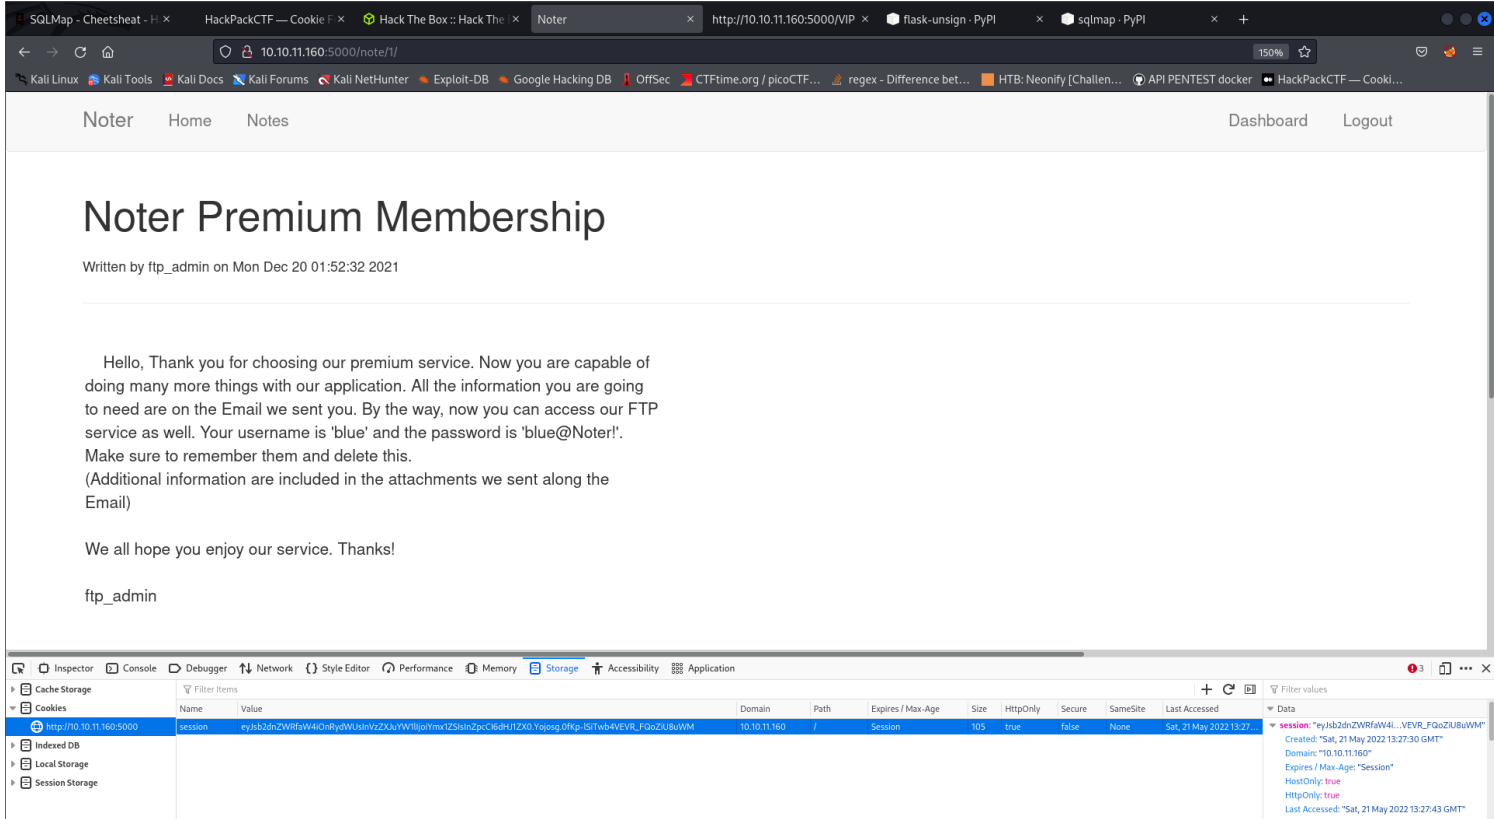 SQLMap - Cheetsheat - H
HackPackCTF — Cookie F
Hack The Box :: Hack The
Noter
http://10.10.11.160:5000/VIP
flask-unsign · PyPI
sqlmap · PyPI
10.10.11.160:5000/note/1/
150%
Kali Linux Kali Tools Kali Docs Kali Forums Kali NetHunter Exploit-DB Google Hacking DB OffSec CTFtime.org / picoCTF... regex - Difference bet... HTB: Neonify [Challen... API PENTEST docker HackPackCTF — Cooki...
Noter Home Notes Dashboard Logout
Noter Premium Membership
Written by ftp_admin on Mon Dec 20 01:52:32 2021
Hello, Thank you for choosing our premium service. Now you are capable of
doing many more things with our application. All the information you are going
to need are on the Email we sent you. By the way, now you can access our FTP
service as well. Your username is 'blue' and the password is 'blue@Noter!'.
Make sure to remember them and delete this.
(Additional information are included in the attachments we sent along the
Email)
We all hope you enjoy our service. Thanks!
ftp_admin
Inspector Console Debugger Network Style Editor Performance Memory Storage Accessibility Application 3
Cache Storage
Cookies
http://10.10.11.160:5000
Indexed DB
Local Storage
Session Storage
Filter Items
Name Value Domain Path Expires / Max-Age Size HttpOnly Secure SameSite Last Accessed
session 10.10.11.160 / Session 105 true false None Sat, 21 May 2022 13:27...
Filter values
Data
session: "eyJsb2dnZWRfaW4i...VEVR_FQoZiU8uWM"
Created: "Sat, 21 May 2022 13:27:30 GMT"
Domain: "10.10.11.160"
Expires / Max-Age: "Session"
HostOnly: true
HttpOnly: true
Last Accessed: "Sat, 21 May 2022 13:27:43 GMT"